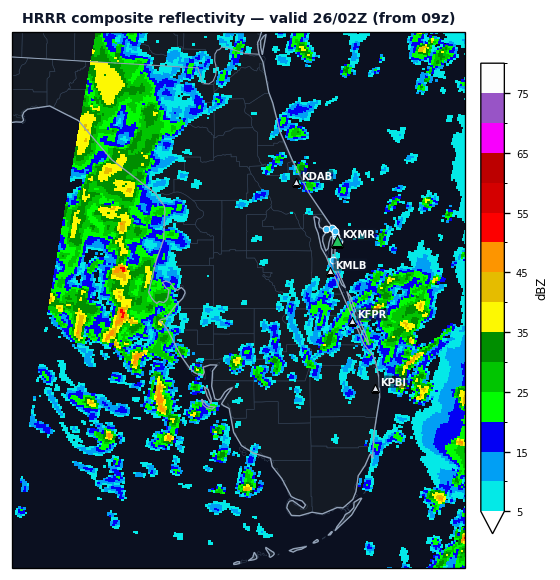 HRRR composite reflectivity — valid 26/02Z (from 09z)
KDAB
KXMR
KMLB
KFPR
KPBI
75
65
55
45
35
25
15
5
dBZ